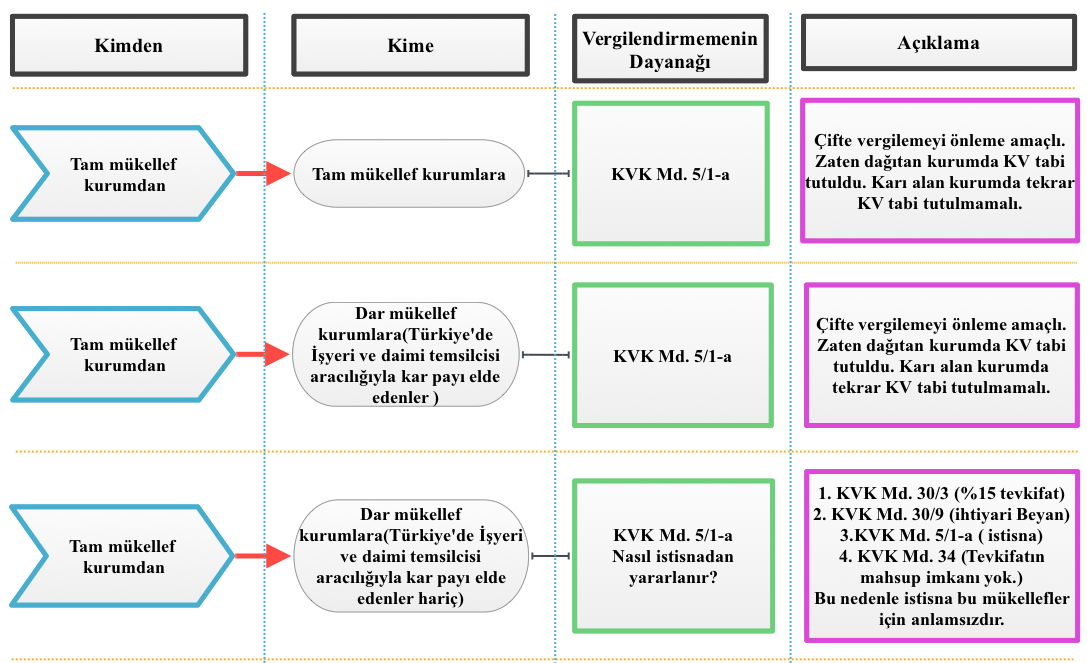 Kimden
Kime
Vergilendirmemenin
Dayanağı
Açıklama
Tam mükellef
kurumdan
Tam mükellef kurumlara
KVK Md. 5/1-a
Çifte vergilemeyi önleme amaçlı.
Zaten dağıtan kurumda KV tabi
tutuldu. Karı alan kurumda tekrar
KV tabi tutulmamalı.
Tam mükellef
kurumdan
Dar mükellef
kurumlara(Türkiye'de
İşyeri ve daimi temsilcisi
aracılığıyla kar payı elde
edenler )
KVK Md. 5/1-a
Çifte vergilemeyi önleme amaçlı.
Zaten dağıtan kurumda KV tabi
tutuldu. Karı alan kurumda
tekrar KV tabi tutulmamalı.
Tam mükellef
kurumdan
Dar mükellef
kurumlara(Türkiye'de İşyeri
ve daimi temsilcisi
aracılığıyla kar payı elde
edenler hariç)
KVK Md. 5/1-a
Nasıl istisnadan
yararlanır?
1. KVK Md. 30/3 (%15 tevkifat)
2. KVK Md. 30/9 (ihtiyari Beyan)
3.KVK Md. 5/1-a ( istisna)
4. KVK Md. 34 (Tevkifatın
mahsup imkanı yok.)
Bu nedenle istisna bu mükellefler
için anlamsızdır.